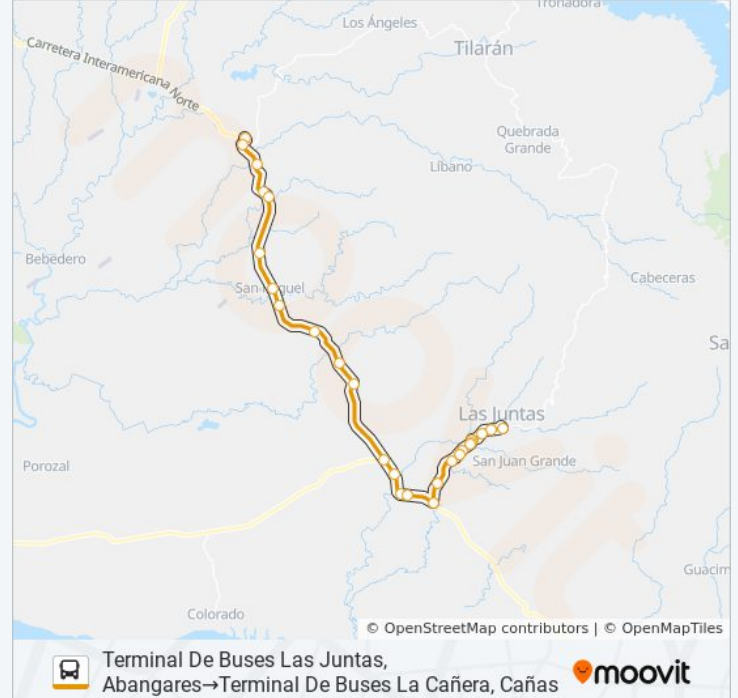 Tronadora
Los Ángeles
Tilarán
Carretera Interamericana Norte
Quebrada
Grande
Líbano
Bebedero
San Miguel
Cabeceras
Sa
Las Juntas
San Juan Grande
Porozal
Guacim
Colorado
© OpenStreetMap contributors | © OpenMapTiles
Terminal De Buses Las Juntas,
Abangares→Terminal De Buses La Cañera, Cañas
moovit